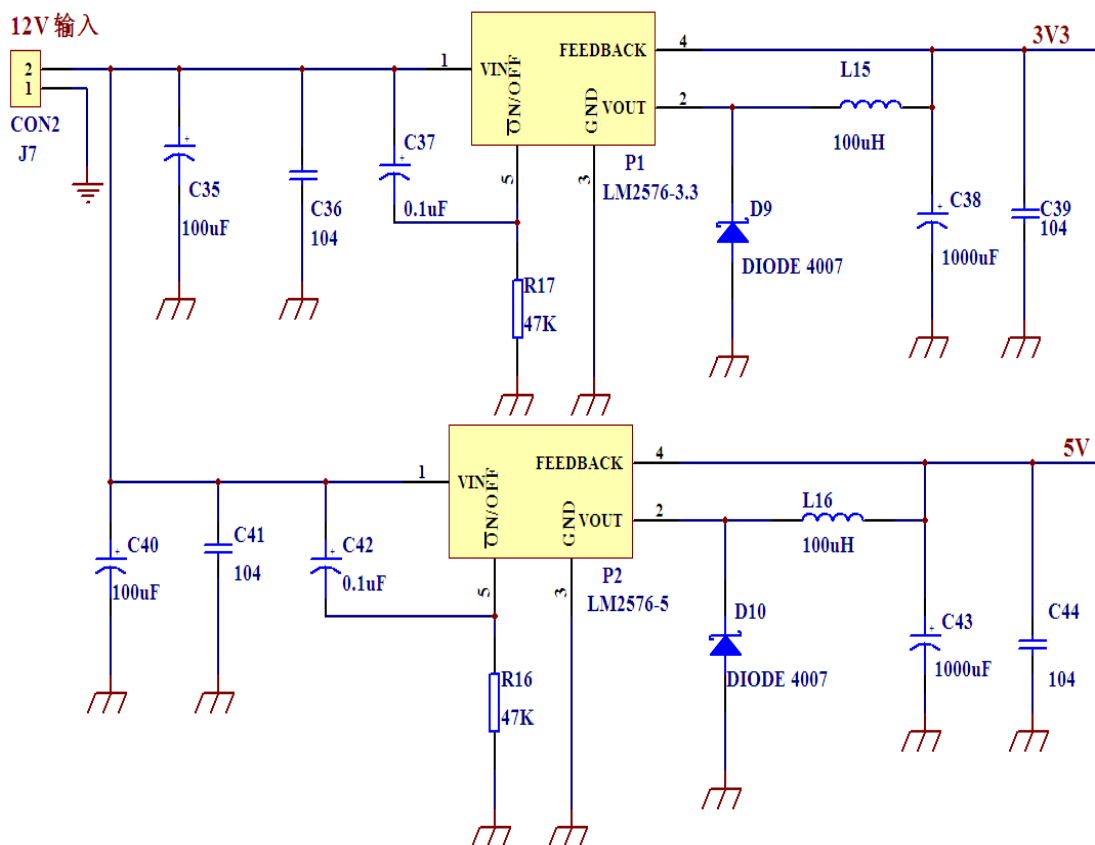 12V 输入
2
1
CON2
J7
C35
100uF
C36
104
C37
0.1uF
1
VIN
ON/OFF
GND
FEEDBACK
VOUT
4
2
5
3
P1
LM2576-3.3
R17
47K
D9
DIODE 4007
L15
100uH
3V3
C38
1000uF
C39
104
C40
100uF
C41
104
C42
0.1uF
1
VIN
ON/OFF
GND
FEEDBACK
VOUT
4
2
5
3
P2
LM2576-5
R16
47K
D10
DIODE 4007
L16
100uH
5V
C43
1000uF
C44
104